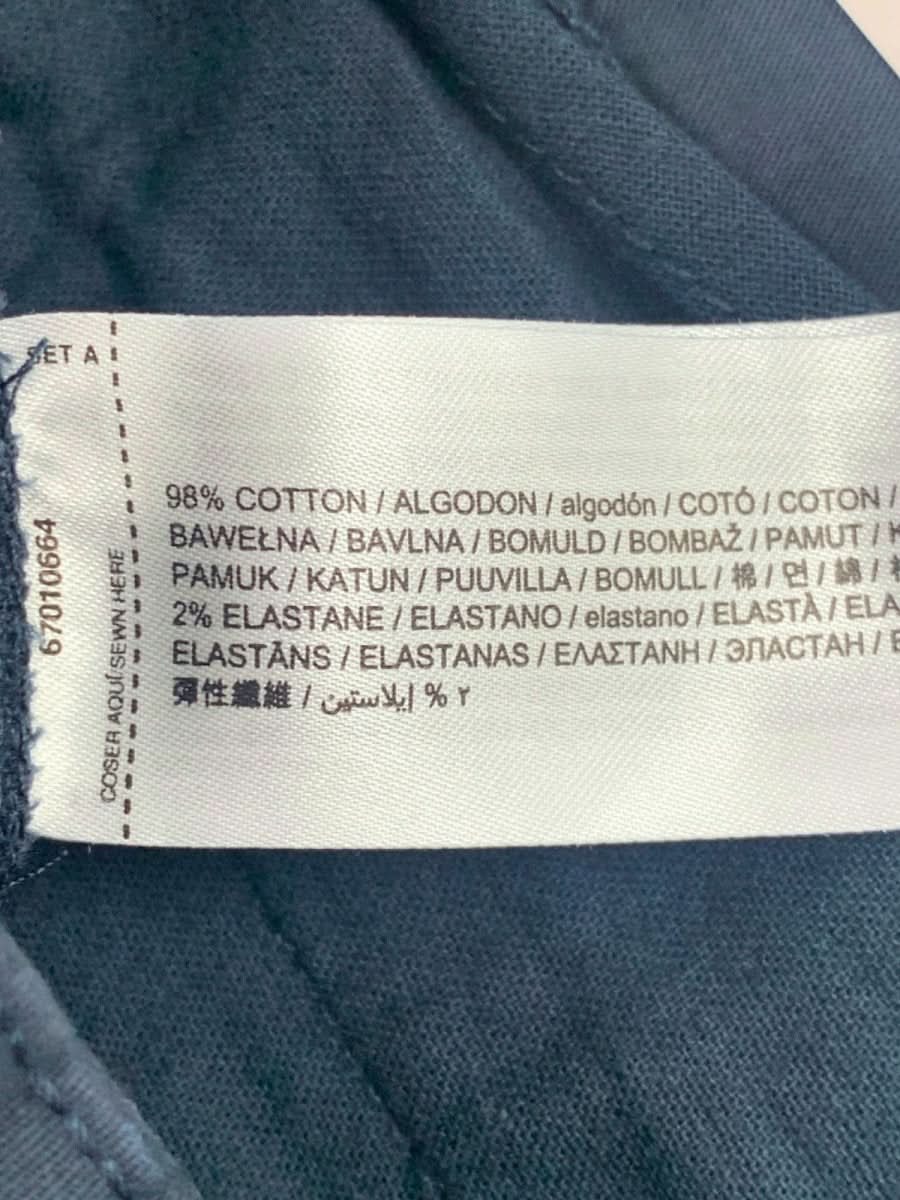 SET A
67010664
COSER AQUÍ SEWN HERE
98% COTTON / ALGODON / algodón / COTÓ / COTON /
BAWEŁNA / BAVLNA / BOMULD / BOMBAŽ / PAMUT /
PAMUK / KATUN / PUUVILLA / BOMULL / 棉 / 면 / 綿 /
2% ELASTANE / ELASTANO / elastano / ELASTÀ / ELA
ELASTĀNS / ELASTANAS / ΕΛΑΣΤΑΝΗ / ЭЛАСТАН /
彈性纖維 / إيلاستين % ٢